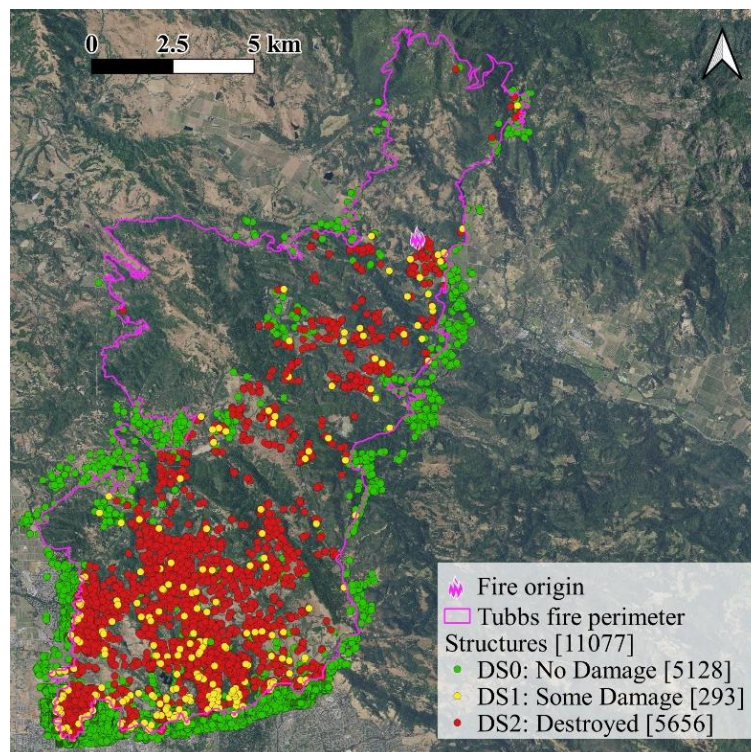 0 2.5 5 km
Fire origin
Tubbs fire perimeter
Structures [11077]
DS0: No Damage [5128]
DS1: Some Damage [293]
DS2: Destroyed [5656]